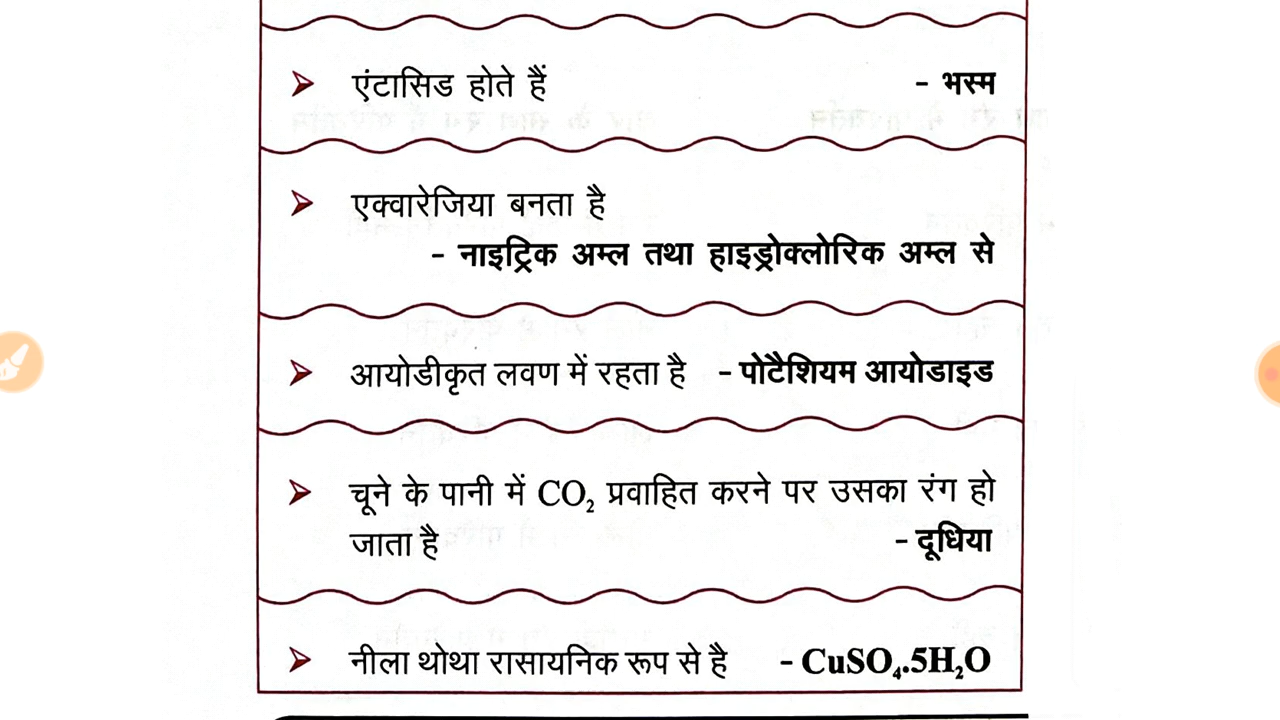 ➢ एंटासिड होते हैं - भस्म
➢ एक्वारेजिया बनता है
- नाइट्रिक अम्ल तथा हाइड्रोक्लोरिक अम्ल से
➢ आयोडीकृत लवण में रहता है - पोटैशियम आयोडाइड
➢ चूने के पानी में CO₂ प्रवाहित करने पर उसका रंग हो
जाता है - दूधिया
➢ नीला थोथा रासायनिक रूप से है - CuSO₄.5H₂O